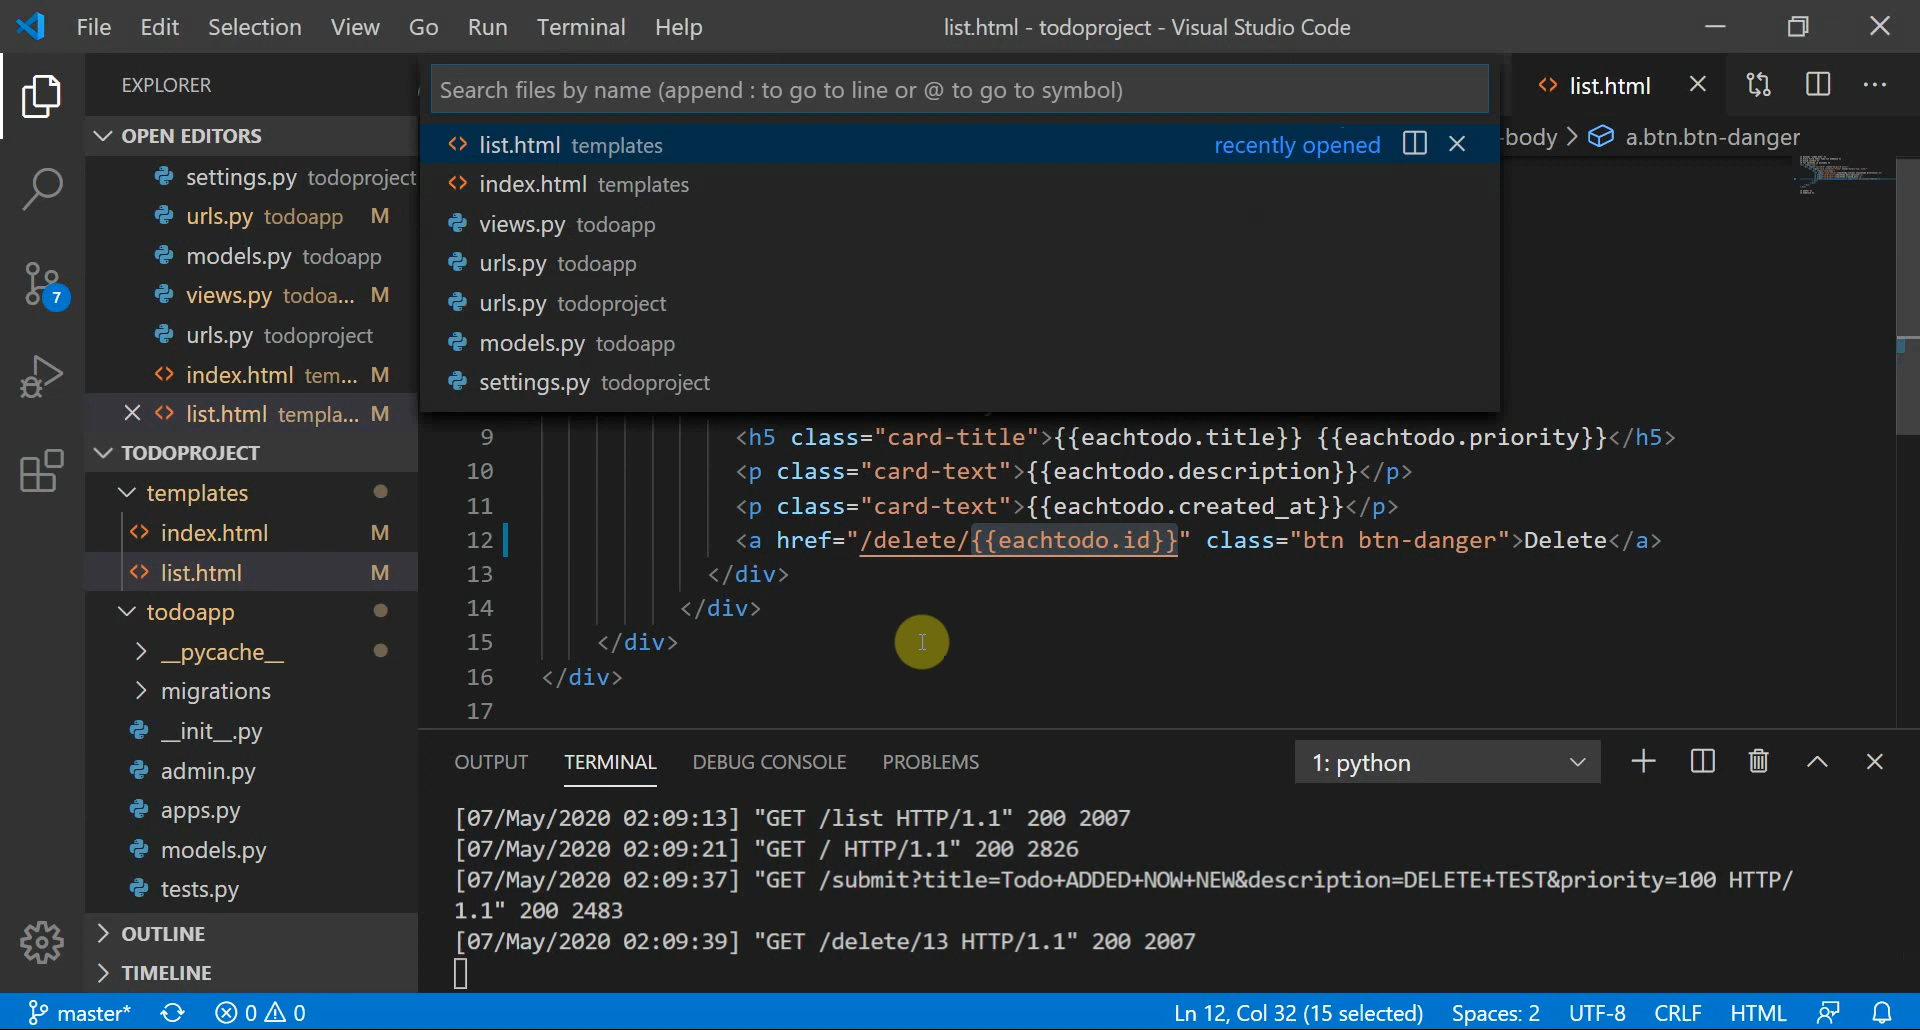 File Edit Selection View Go Run Terminal Help list.html - todoproject - Visual Studio Code
EXPLORER
OPEN EDITORS
settings.py todoproject
urls.py todoapp M
models.py todoapp
views.py todoa... M
urls.py todoproject
index.html tem... M
list.html templa... M
TODOPROJECT
templates
index.html M
list.html M
todoapp
__pycache__
migrations
__init__.py
admin.py
apps.py
models.py
tests.py
OUTLINE
TIMELINE
7
Search files by name (append : to go to line or @ to go to symbol)
list.html templates recently opened
index.html templates
views.py todoapp
urls.py todoapp
urls.py todoproject
models.py todoapp
settings.py todoproject
list.html
-body > a.btn.btn-danger
9 <h5 class="card-title">{{eachtodo.title}} {{eachtodo.priority}}</h5>
10 <p class="card-text">{{eachtodo.description}}</p>
11 <p class="card-text">{{eachtodo.created_at}}</p>
12 <a href="/delete/{{eachtodo.id}}" class="btn btn-danger">Delete</a>
13 </div>
14 </div>
15 </div>
16 </div>
17
OUTPUT TERMINAL DEBUG CONSOLE PROBLEMS 1: python
[07/May/2020 02:09:13] "GET /list HTTP/1.1" 200 2007
[07/May/2020 02:09:21] "GET / HTTP/1.1" 200 2826
[07/May/2020 02:09:37] "GET /submit?title=Todo+ADDED+NOW+NEW&description=DELETE+TEST&priority=100 HTTP/
1.1" 200 2483
[07/May/2020 02:09:39] "GET /delete/13 HTTP/1.1" 200 2007
master* 0 0 Ln 12, Col 32 (15 selected) Spaces: 2 UTF-8 CRLF HTML